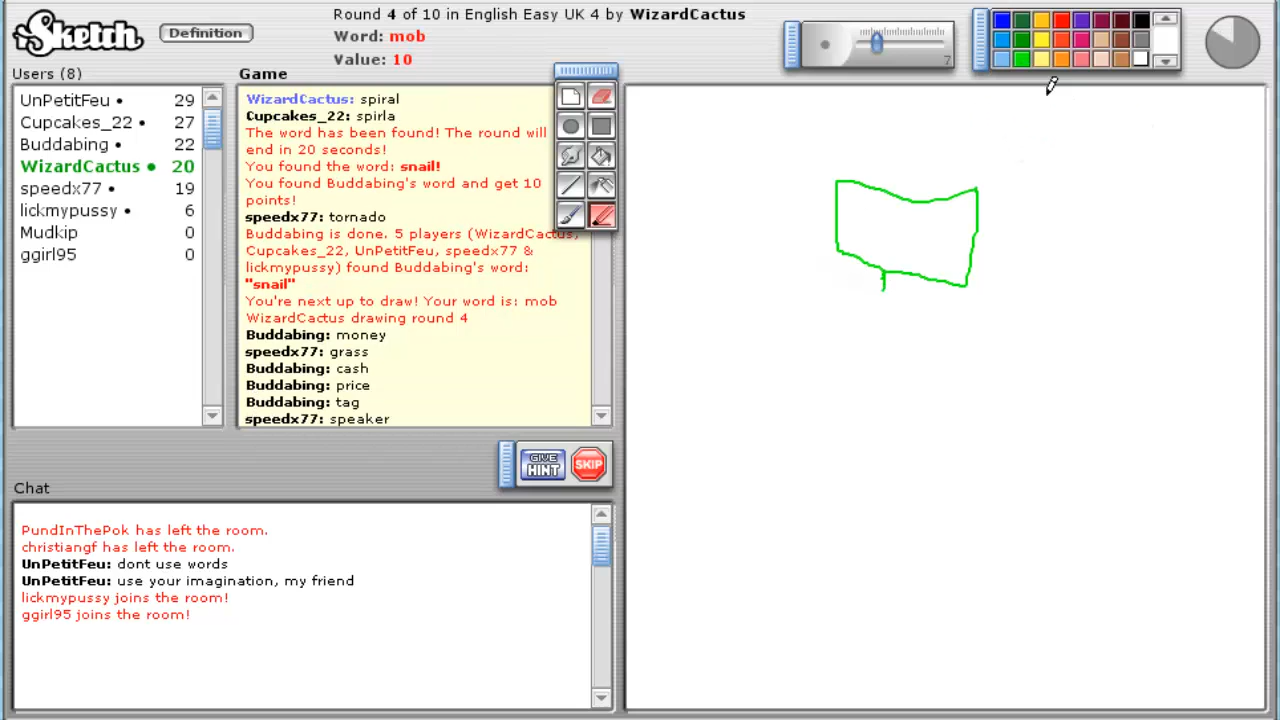 iSketch
Definition
Round 4 of 10 in English Easy UK 4 by WizardCactus
Word: mob
Value: 10
7
Users (8)
UnPetitFeu • 29
Cupcakes_22 • 27
Buddabing • 22
WizardCactus • 20
speedx77 • 19
lickmypussy • 6
Mudkip 0
ggirl95 0
Game
WizardCactus: spiral
Cupcakes_22: spirla
The word has been found! The round will
end in 20 seconds!
You found the word: snail!
You found Buddabing's word and get 10
points!
speedx77: tornado
Buddabing is done. 5 players (WizardCactus,
Cupcakes_22, UnPetitFeu, speedx77 &
lickmypussy) found Buddabing's word:
"snail"
You're next up to draw! Your word is: mob
WizardCactus drawing round 4
Buddabing: money
speedx77: grass
Buddabing: cash
Buddabing: price
Buddabing: tag
speedx77: speaker
GIVE
HINT
SKIP
Chat
PundInThePok has left the room.
christiangf has left the room.
UnPetitFeu: dont use words
UnPetitFeu: use your imagination, my friend
lickmypussy joins the room!
ggirl95 joins the room!